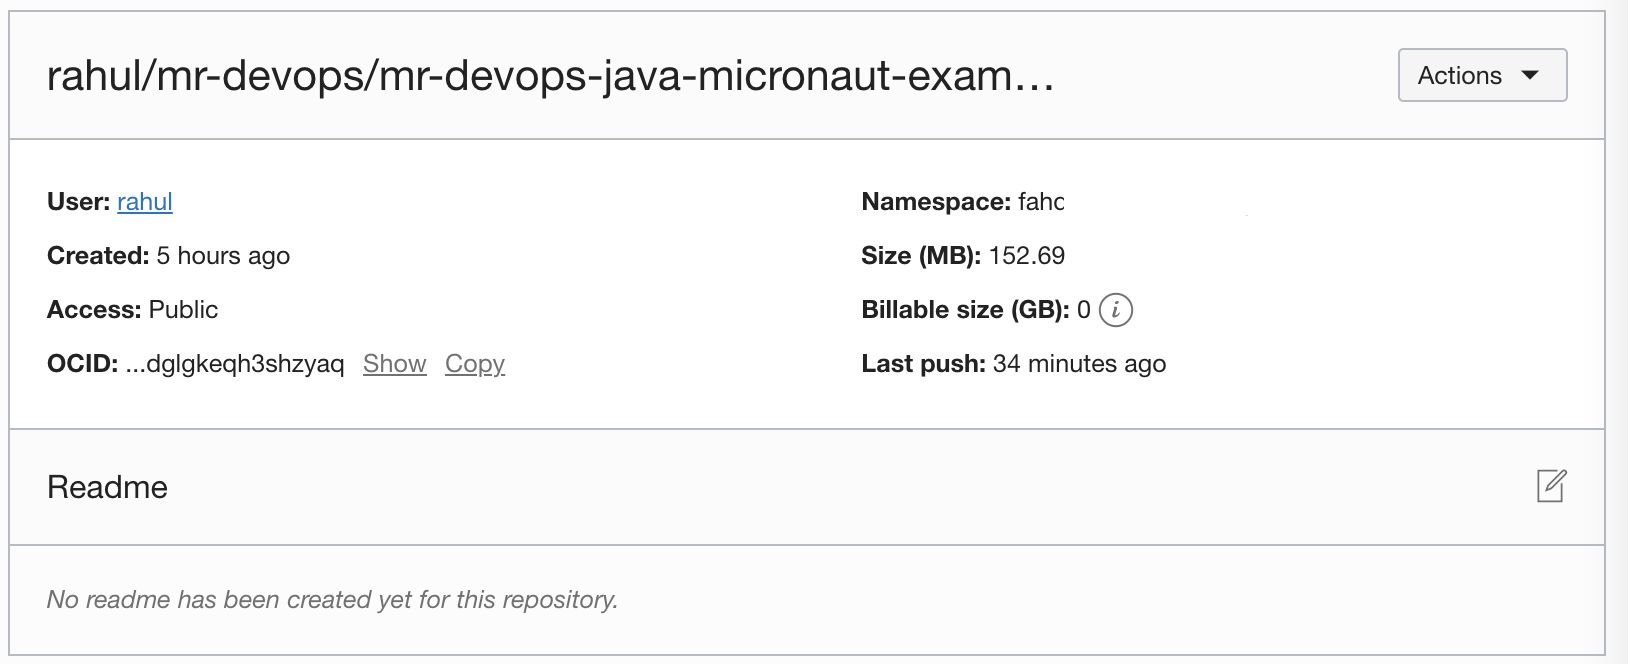 rahul/mr-devops/mr-devops-java-micronaut-exam...
Actions
User: rahul
Created: 5 hours ago
Access: Public
OCID: ...dglgkeqh3shzyaq Show Copy
Namespace: fahc
Size (MB): 152.69
Billable size (GB): 0 i
Last push: 34 minutes ago
Readme
No readme has been created yet for this repository.